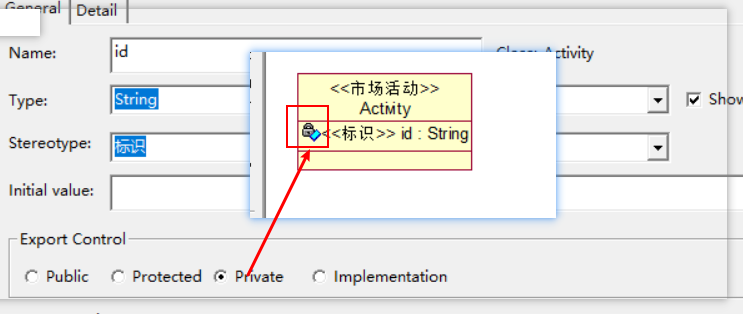 General Detail
Name: id Class: Activity
Type: String Show
Stereotype: 标识
Initial value:
<<市场活动>>
Activity
<<标识>> id : String
Export Control
Public Protected Private Implementation